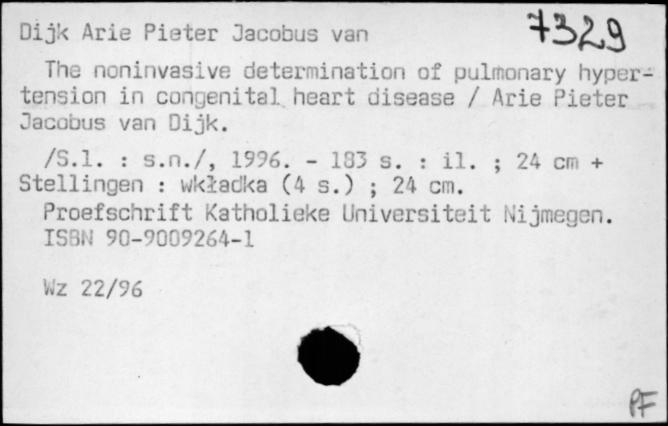 7329
Dijk Arie Pieter Jacobus van
The noninvasive determination of pulmonary hyper-
tension in congenital heart disease / Arie Pieter
Jacobus van Dijk.
/S.l. : s.n./, 1996. - 183 s. : il. ; 24 cm +
Stellingen : wkładka (4 s.) ; 24 cm.
Proefschrift Katholieke Universiteit Nijmegen.
ISBN 90-9009264-1
Wz 22/96
PF